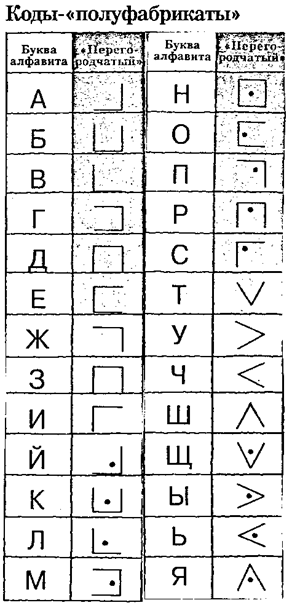 Коды-«полуфабрикаты»
Буква алфавита «Перего-родчатый» Буква алфавита «Перего-родчатый»
А Н
Б О
В П
Г Р
Д С
Е Т
Ж У
З Ч
И Ш
Й Щ
К Ы
Л Ь
М Я